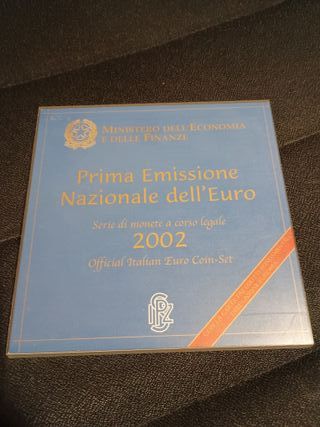 MINISTERO DELL'ECONOMIA
E DELLE FINANZE
Prima Emissione
Nazionale dell'Euro
Serie di monete a corso legale
2002
Official Italian Euro Coin-Set